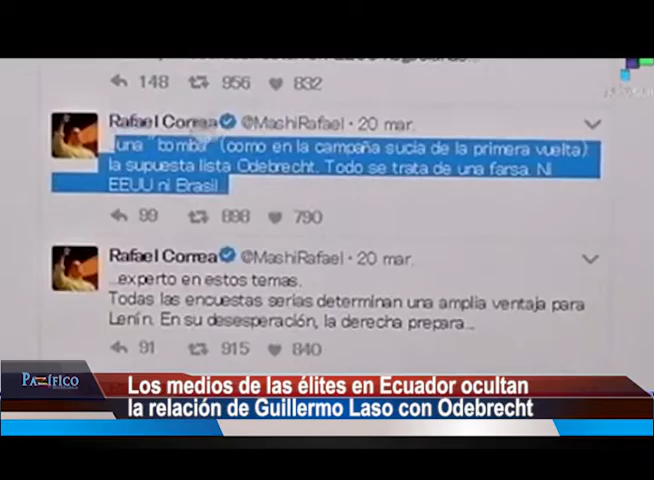 148 956 832
Rafael Correa @MashiRafael · 20 mar.
una "bomba" (como en la campaña sucia de la primera vuelta)
la supuesta lista Odebrecht. Todo se trata de una farsa. Ni
EEUU ni Brasil
99 898 790
Rafael Correa @MashiRafael · 20 mar.
...experto en estos temas.
Todas las encuestas serias determinan una amplia ventaja para
Lenín. En su desesperación, la derecha prepara...
91 915 840
PAZÍFICO
Los medios de las élites en Ecuador ocultan
la relación de Guillermo Laso con Odebrecht